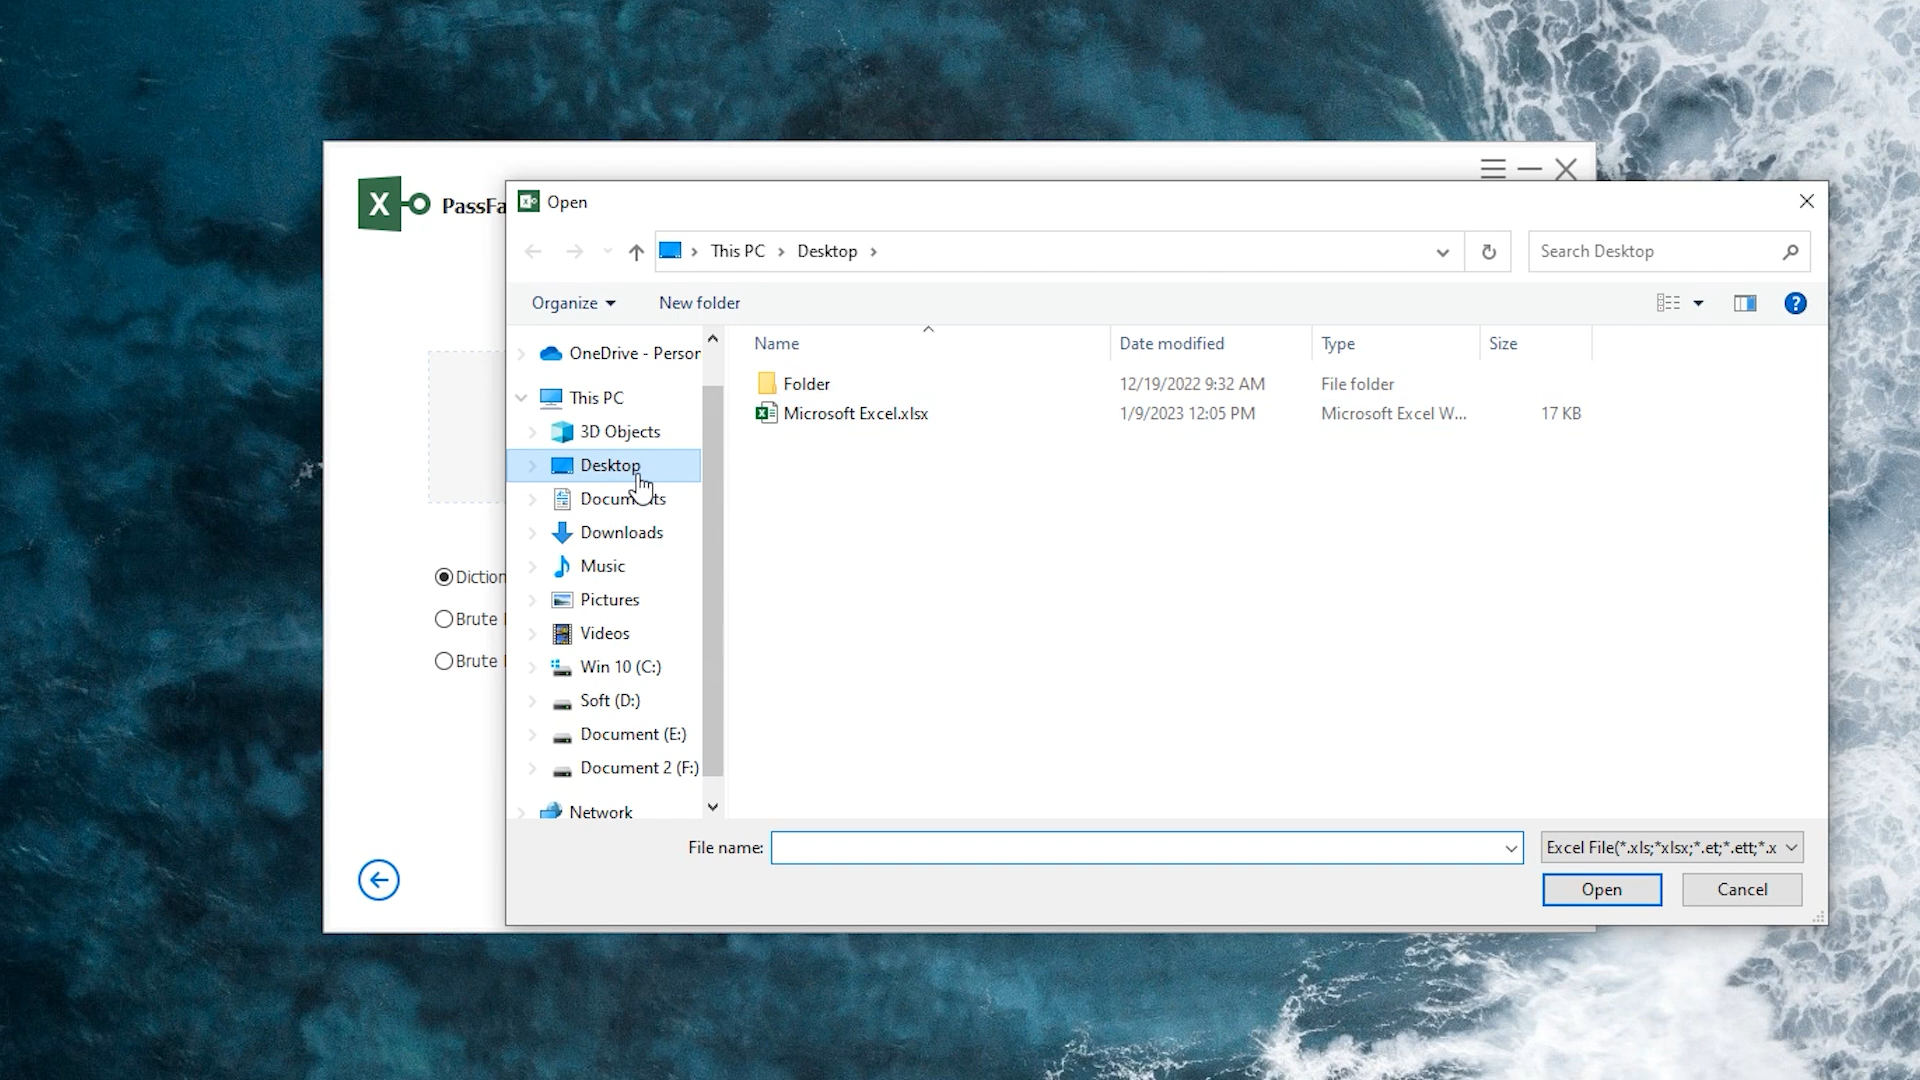 X
PassFa
Open
This PC
Desktop
Search Desktop
Organize
New folder
?
Name
Date modified
Type
Size
OneDrive - Person
This PC
3D Objects
Desktop
Documents
Downloads
Music
Pictures
Videos
Win 10 (C:)
Soft (D:)
Document (E:)
Document 2 (F:)
Network
Folder
12/19/2022 9:32 AM
File folder
Microsoft Excel.xlsx
1/9/2023 12:05 PM
Microsoft Excel W...
17 KB
Diction
Brute
Brute
File name:
Excel File(*.xls;*xlsx;*.et;*.ett;*.x
Open
Cancel